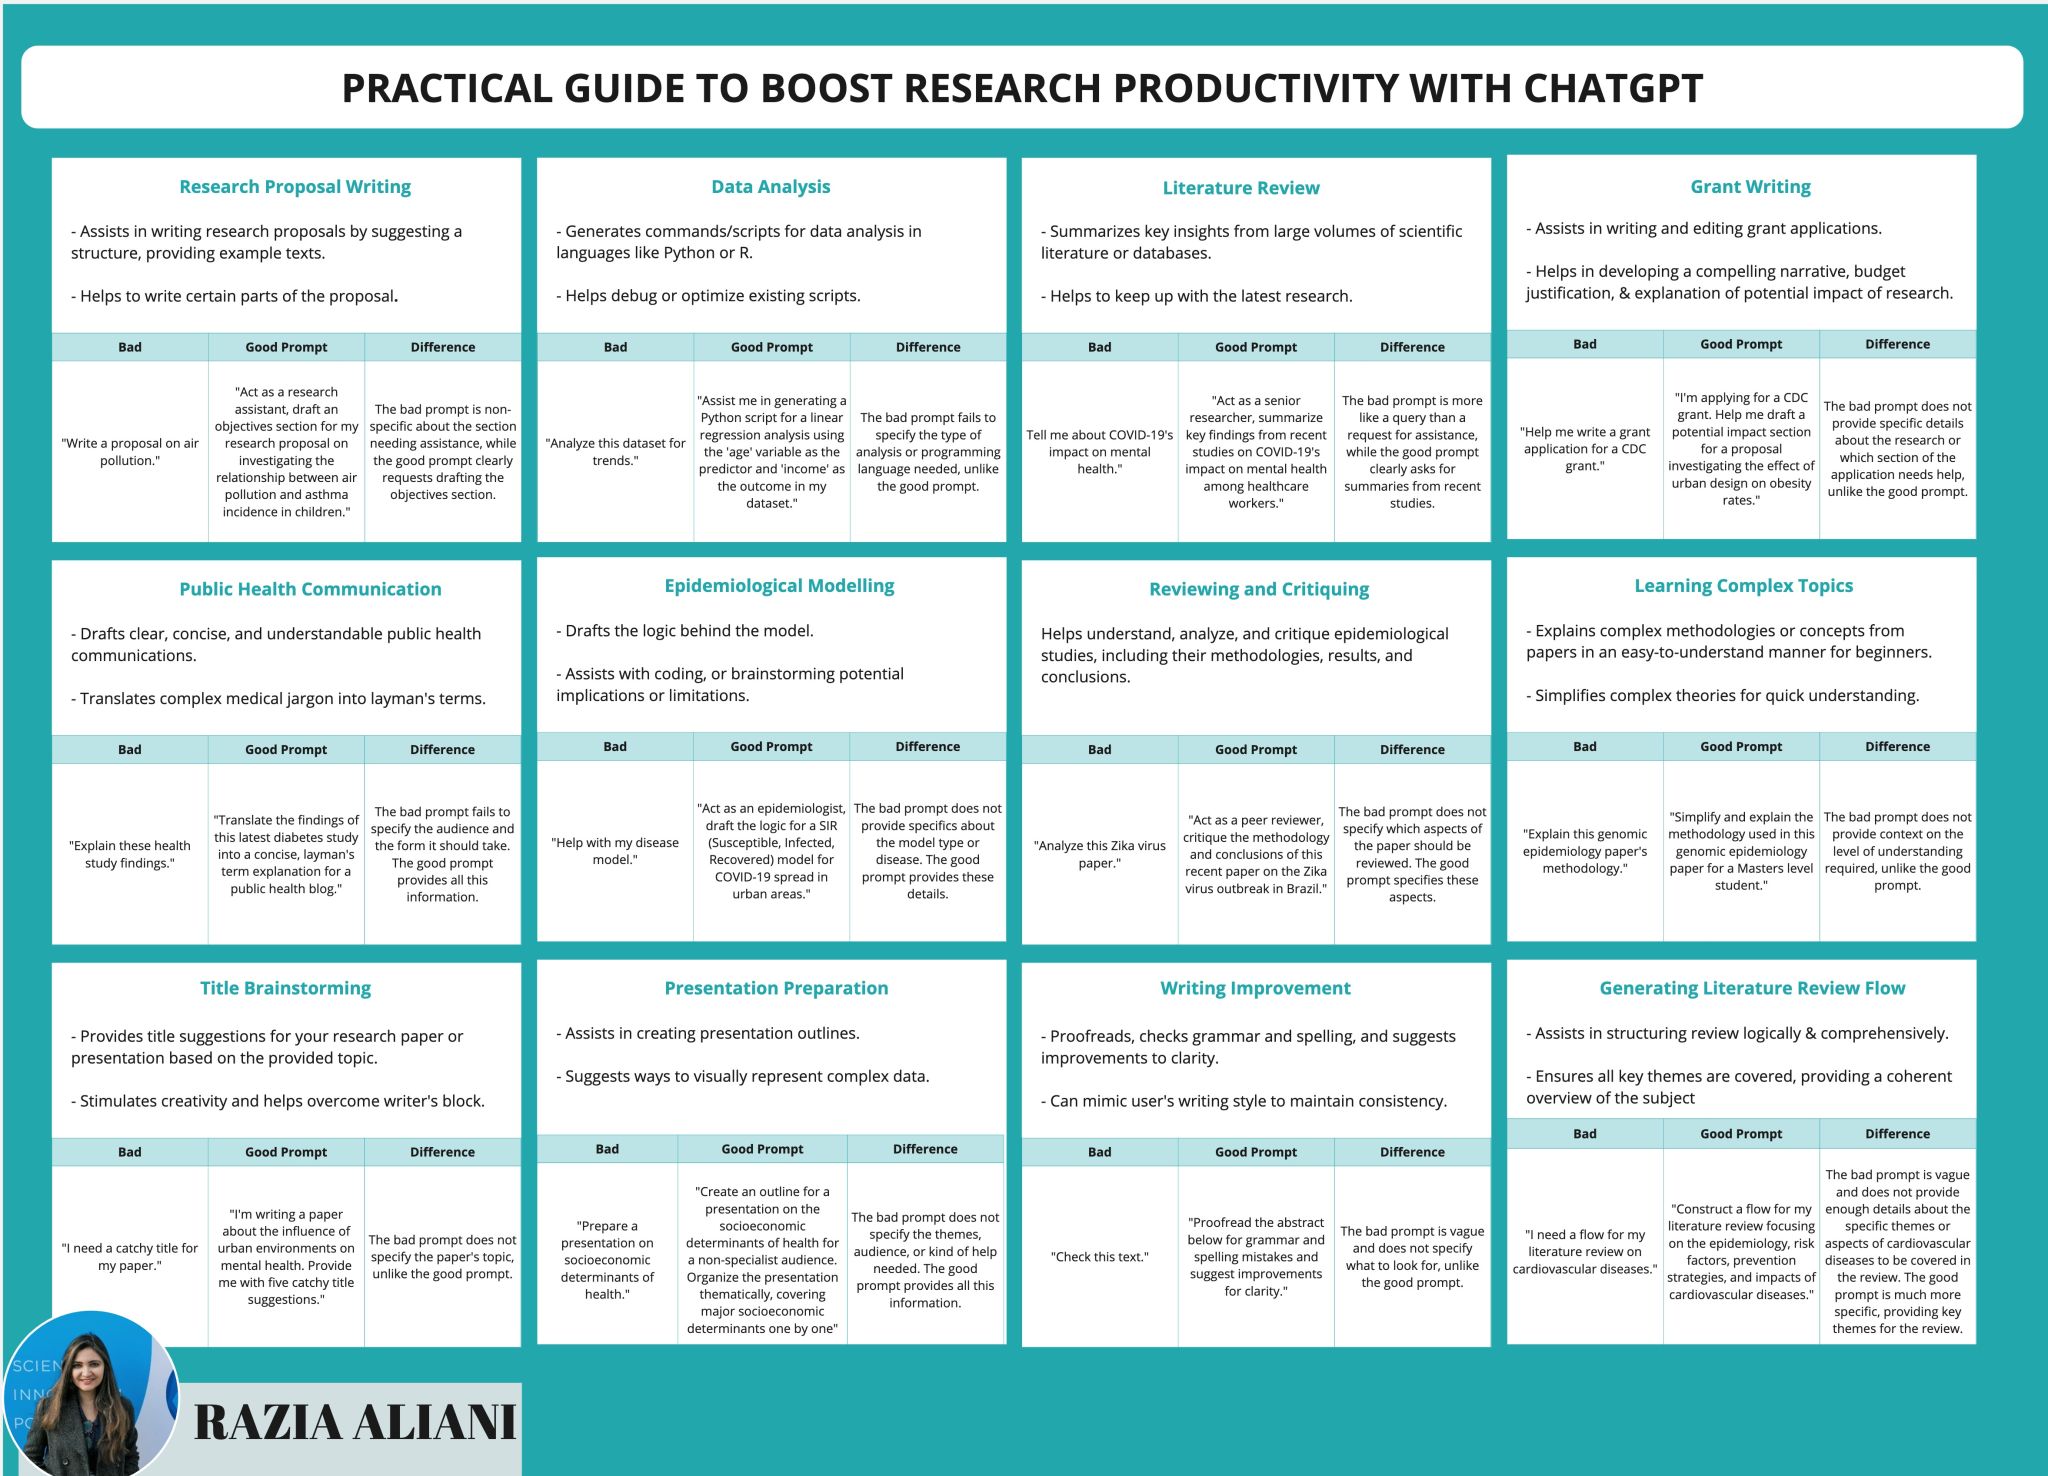 PRACTICAL GUIDE TO BOOST RESEARCH PRODUCTIVITY WITH CHATGPT
Research Proposal Writing
- Assists in writing research proposals by suggesting a
structure, providing example texts.
- Helps to write certain parts of the proposal.
Bad
Good Prompt
Difference
"Write a proposal on air
pollution."
"Act as a research
assistant, draft an
objectives section for my
research proposal on
investigating the
relationship between air
pollution and asthma
incidence in children."
The bad prompt is non-
specific about the section
needing assistance, while
the good prompt clearly
requests drafting the
objectives section.
Data Analysis
- Generates commands/scripts for data analysis in
languages like Python or R.
- Helps debug or optimize existing scripts.
Bad
Good Prompt
Difference
"Analyze this dataset for
trends."
"Assist me in generating a
Python script for a linear
regression analysis using
the 'age' variable as the
predictor and 'income' as
the outcome in my
dataset."
The bad prompt fails to
specify the type of
analysis or programming
language needed, unlike
the good prompt.
Literature Review
- Summarizes key insights from large volumes of scientific
literature or databases.
- Helps to keep up with the latest research.
Bad
Good Prompt
Difference
Tell me about COVID-19's
impact on mental
health."
"Act as a senior
researcher, summarize
key findings from recent
studies on COVID-19's
impact on mental health
among healthcare
workers."
The bad prompt is more
like a query than a
request for assistance,
while the good prompt
clearly asks for
summaries from recent
studies.
Grant Writing
- Assists in writing and editing grant applications.
- Helps in developing a compelling narrative, budget
justification, & explanation of potential impact of research.
Bad
Good Prompt
Difference
"Help me write a grant
application for a CDC
grant."
"I'm applying for a CDC
grant. Help me draft a
potential impact section
for a proposal
investigating the effect of
urban design on obesity
rates."
The bad prompt does not
provide specific details
about the research or
which section of the
application needs help,
unlike the good prompt.
Public Health Communication
- Drafts clear, concise, and understandable public health
communications.
- Translates complex medical jargon into layman's terms.
Bad
Good Prompt
Difference
"Explain these health
study findings."
"Translate the findings of
this latest diabetes study
into a concise, layman's
term explanation for a
public health blog."
The bad prompt fails to
specify the audience and
the form it should take.
The good prompt
provides all this
information.
Epidemiological Modelling
- Drafts the logic behind the model.
- Assists with coding, or brainstorming potential
implications or limitations.
Bad
Good Prompt
Difference
"Help with my disease
model."
"Act as an epidemiologist,
draft the logic for a SIR
(Susceptible, Infected,
Recovered) model for
COVID-19 spread in
urban areas."
The bad prompt does not
provide specifics about
the model type or
disease. The good
prompt provides these
details.
Reviewing and Critiquing
Helps understand, analyze, and critique epidemiological
studies, including their methodologies, results, and
conclusions.
Bad
Good Prompt
Difference
"Analyze this Zika virus
paper."
"Act as a peer reviewer,
critique the methodology
and conclusions of this
recent paper on the Zika
virus outbreak in Brazil."
The bad prompt does not
specify which aspects of
the paper should be
reviewed. The good
prompt specifies these
aspects.
Learning Complex Topics
- Explains complex methodologies or concepts from
papers in an easy-to-understand manner for beginners.
- Simplifies complex theories for quick understanding.
Bad
Good Prompt
Difference
"Explain this genomic
epidemiology paper's
methodology."
"Simplify and explain the
methodology used in this
genomic epidemiology
paper for a Masters level
student."
The bad prompt does not
provide context on the
level of understanding
required, unlike the good
prompt.
Title Brainstorming
- Provides title suggestions for your research paper or
presentation based on the provided topic.
- Stimulates creativity and helps overcome writer's block.
Bad
Good Prompt
Difference
"I need a catchy title for
my paper."
"I'm writing a paper
about the influence of
urban environments on
mental health. Provide
me with five catchy title
suggestions."
The bad prompt does not
specify the paper's topic,
unlike the good prompt.
Presentation Preparation
- Assists in creating presentation outlines.
- Suggests ways to visually represent complex data.
Bad
Good Prompt
Difference
"Prepare a
presentation on
socioeconomic
determinants of
health."
"Create an outline for a
presentation on the
socioeconomic
determinants of health for
a non-specialist audience.
Organize the presentation
thematically, covering
major socioeconomic
determinants one by one"
The bad prompt does not
specify the themes,
audience, or kind of help
needed. The good
prompt provides all this
information.
Writing Improvement
- Proofreads, checks grammar and spelling, and suggests
improvements to clarity.
- Can mimic user's writing style to maintain consistency.
Bad
Good Prompt
Difference
"Check this text."
"Proofread the abstract
below for grammar and
spelling mistakes and
suggest improvements
for clarity."
The bad prompt is vague
and does not specify
what to look for, unlike
the good prompt.
Generating Literature Review Flow
- Assists in structuring review logically & comprehensively.
- Ensures all key themes are covered, providing a coherent
overview of the subject
Bad
Good Prompt
Difference
"I need a flow for my
literature review on
cardiovascular diseases."
"Construct a flow for my
literature review focusing
on the epidemiology, risk
factors, prevention
strategies, and impacts of
cardiovascular diseases."
The bad prompt is vague
and does not provide
enough details about the
specific themes or
aspects of cardiovascular
diseases to be covered in
the review. The good
prompt is much more
specific, providing key
themes for the review.
RAZIA ALIANI